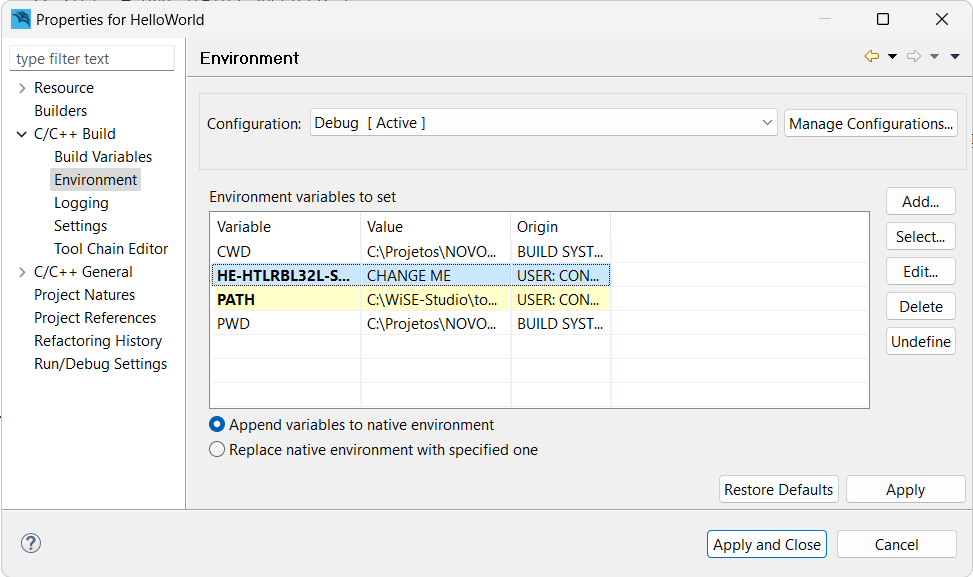 Properties for HelloWorld
type filter text
Resource
Builders
C/C++ Build
Build Variables
Environment
Logging
Settings
Tool Chain Editor
C/C++ General
Project Natures
Project References
Refactoring History
Run/Debug Settings
Environment
Configuration: Debug [ Active ] Manage Configurations...
Environment variables to set
Variable Value Origin
CWD C:\Projetos\NOVO... BUILD SYST...
HE-HTLRBL32L-S... CHANGE ME USER: CON...
PATH C:\WiSE-Studio\to... USER: CON...
PWD C:\Projetos\NOVO... BUILD SYST...
Add...
Select...
Edit...
Delete
Undefine
Append variables to native environment
Replace native environment with specified one
Restore Defaults Apply
? Apply and Close Cancel